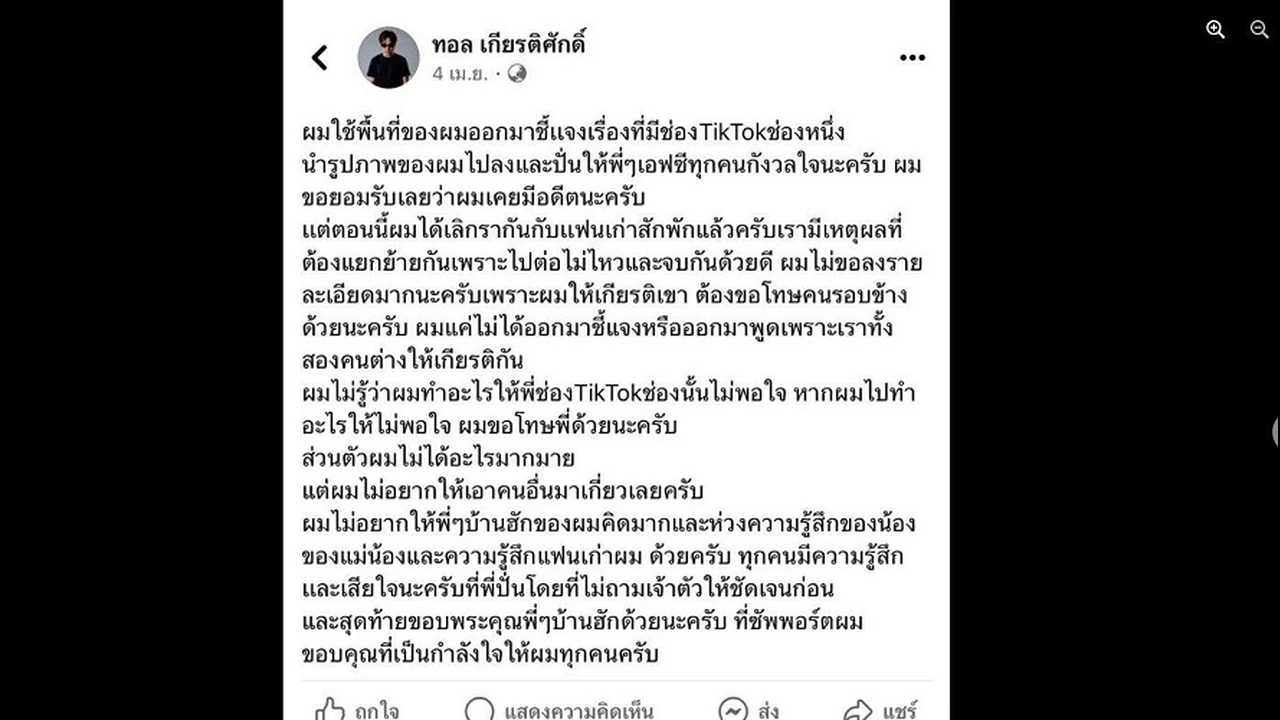 ทอล เกียรติศักดิ์
4 เม.ย. ·
ผมใช้พื้นที่ของผมออกมาชี้แจงเรื่องที่มีช่องTikTokช่องหนึ่ง
นำรูปภาพของผมไปลงและปั่นให้พี่ๆเอฟซีทุกคนกังวลใจนะครับ ผม
ขอยอมรับเลยว่าผมเคยมีอดีตนะครับ
แต่ตอนนี้ผมได้เลิกรากันกับแฟนเก่าสักพักแล้วครับเรามีเหตุผลที่
ต้องแยกย้ายกันเพราะไปต่อไม่ไหวและจบกันด้วยดี ผมไม่ขอลงราย
ละเอียดมากนะครับเพราะผมให้เกียรติเขา ต้องขอโทษคนรอบข้าง
ด้วยนะครับ ผมแค่ไม่ได้ออกมาชี้แจงหรือออกมาพูดเพราะเราทั้ง
สองคนต่างให้เกียรติกัน
ผมไม่รู้ว่าผมทำอะไรให้พี่ช่องTikTokช่องนั้นไม่พอใจ หากผมไปทำ
อะไรให้ไม่พอใจ ผมขอโทษพี่ด้วยนะครับ
ส่วนตัวผมไม่ได้อะไรมากมาย
แต่ผมไม่อยากให้เอาคนอื่นมาเกี่ยวเลยครับ
ผมไม่อยากให้พี่ๆบ้านฮักของผมคิดมากและห่วงความรู้สึกของน้อง
ของแม่น้องและความรู้สึกแฟนเก่าผม ด้วยครับ ทุกคนมีความรู้สึก
และเสียใจนะครับที่พี่ปั่นโดยที่ไม่ถามเจ้าตัวให้ชัดเจนก่อน
และสุดท้ายขอบพระคุณพี่ๆบ้านฮักด้วยนะครับ ที่ซัพพอร์ตผม
ขอบคุณที่เป็นกำลังใจให้ผมทุกคนครับ
ถูกใจ แสดงความคิดเห็น ส่ง แชร์